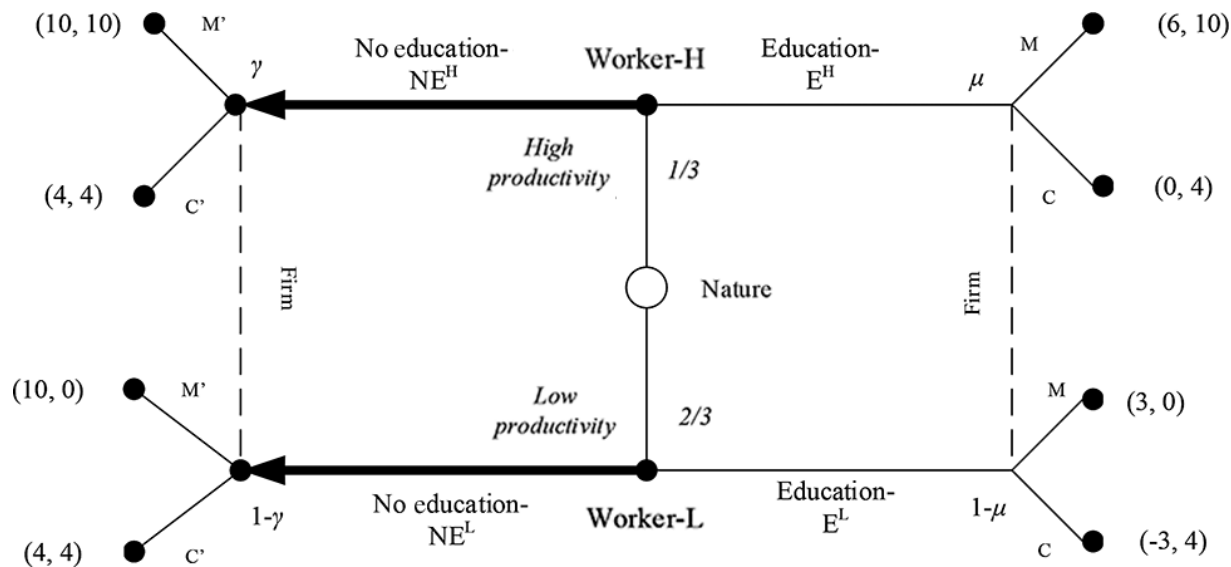 (10, 10)
M'
(6, 10)
M
γ
No education-
NE^H
Worker-H
Education-
E^H
μ
(4, 4)
C'
High
productivity
1/3
C
(0, 4)
Firm
Nature
Firm
(10, 0)
M'
Low
productivity
2/3
M
(3, 0)
1-γ
No education-
NE^L
Worker-L
Education-
E^L
1-μ
(4, 4)
C'
C
(-3, 4)